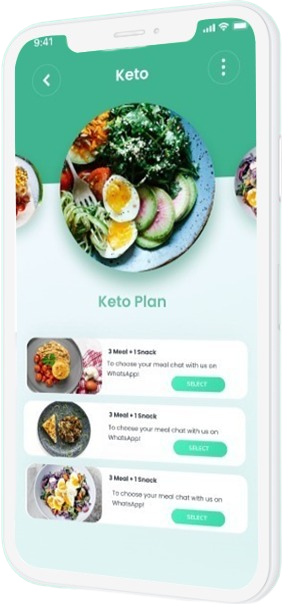 9:41
Keto
Keto Plan
3 Meal + 1 Snack
To choose your meal chat with us on
WhatsApp!
SELECT
3 Meal + 1 Snack
To choose your meal chat with us on
WhatsApp!
SELECT
3 Meal + 1 Snack
To choose your meal chat with us on
WhatsApp!
SELECT